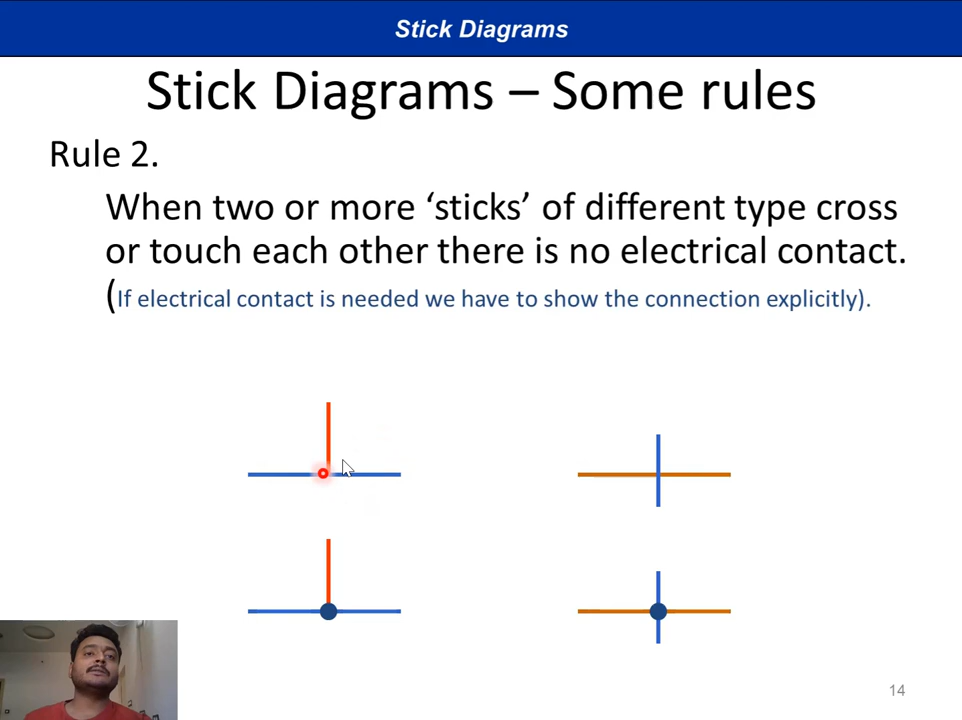 Stick Diagrams
Stick Diagrams – Some rules
Rule 2.
When two or more ‘sticks’ of different type cross
or touch each other there is no electrical contact.
(If electrical contact is needed we have to show the connection explicitly).
14